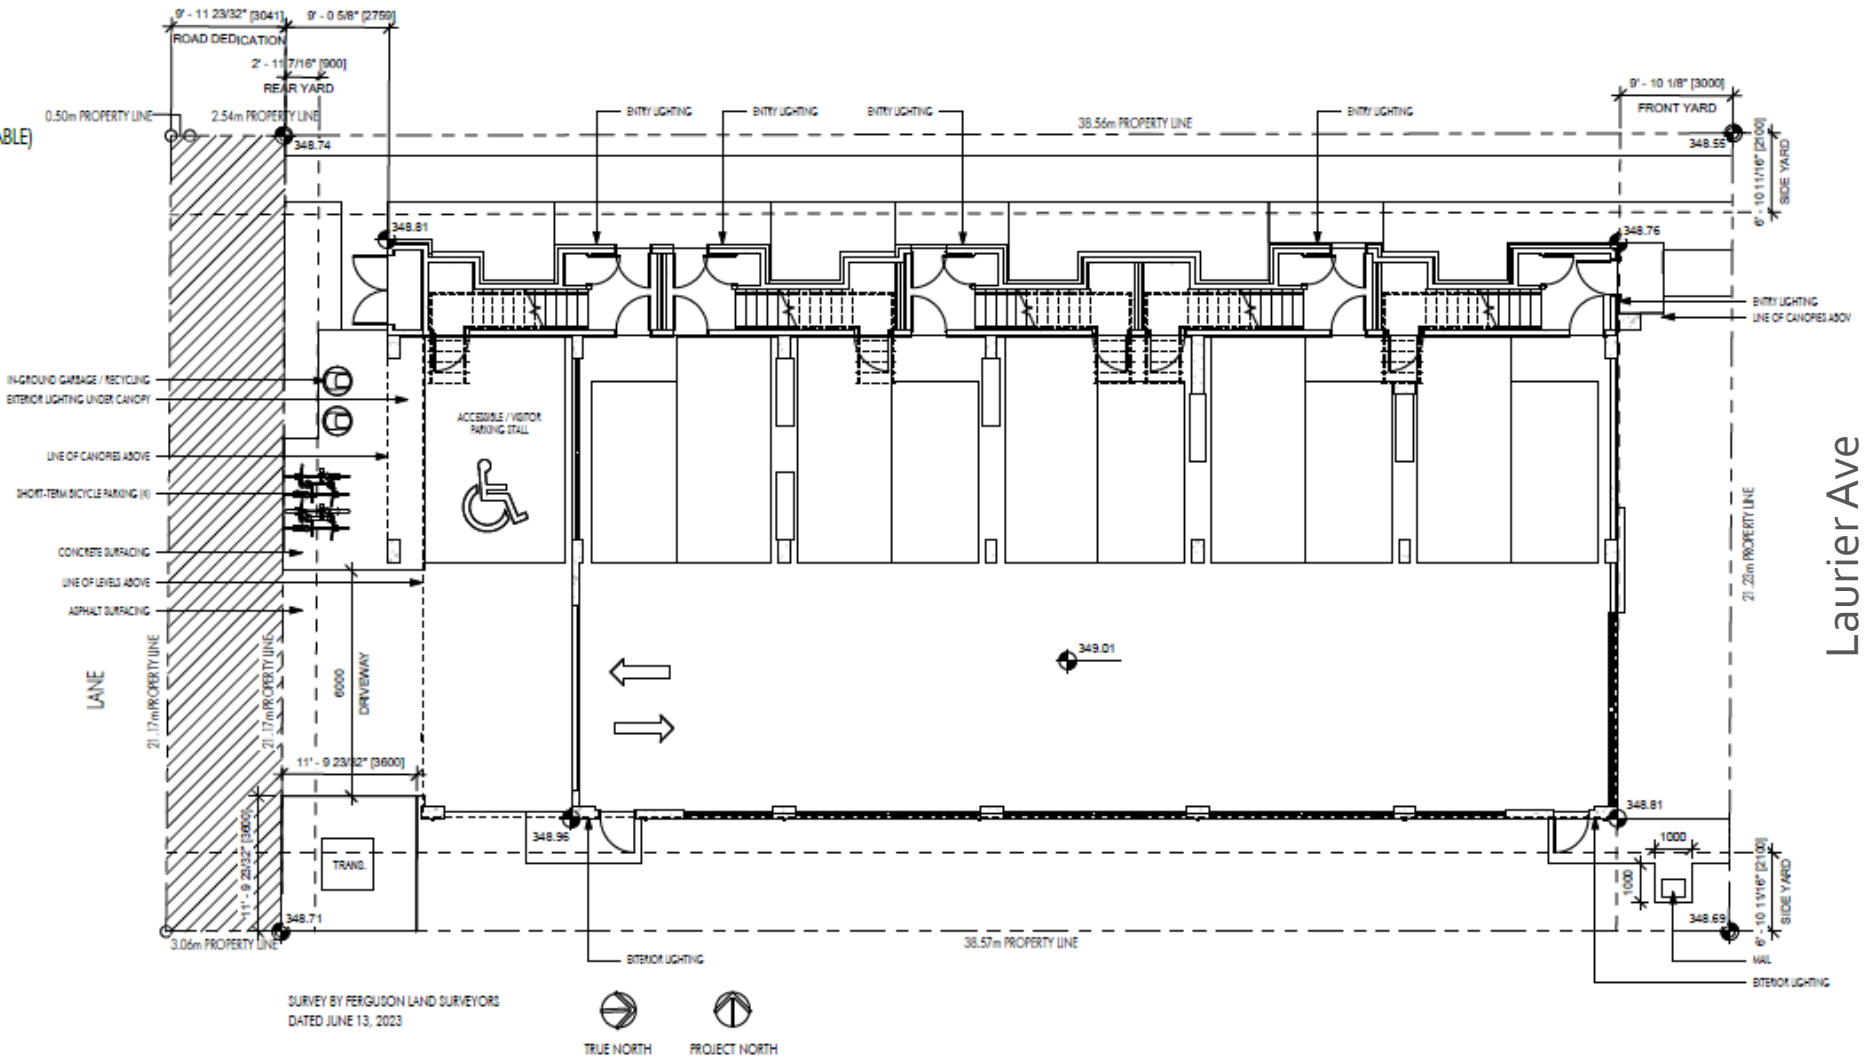 9' - 11 23/32" [3041]
9' - 0 5/8" [2759]
ROAD DEDICATION
2' - 11 7/16" [900]
REAR YARD
9' - 10 1/8" [3000]
FRONT YARD
0.50m PROPERTY LINE
2.54m PROPERTY LINE
ENTRY LIGHTING
ENTRY LIGHTING
ENTRY LIGHTING
38.56m PROPERTY LINE
ENTRY LIGHTING
ABLE)
348.74
348.55
6' - 10 11/16" [2100]
SIDE YARD
348.81
348.76
ENTRY LIGHTING
LINE OF CANOPIES ABOV
IN-GROUND GARBAGE / RECYCLING
EXTERIOR LIGHTING UNDER CANOPY
ACCESSIBLE / VISITOR
PARKING STALL
LINE OF CANOPIES ABOVE
SHORT-TERM BICYCLE PARKING (4)
CONCRETE SURFACING
LINE OF LEVELS ABOVE
ASPHALT SURFACING
21.23m PROPERTY LINE
Laurier Ave
LANE
21.17m PROPERTY LINE
21.17m PROPERTY LINE
6000
DRIVEWAY
349.01
11' - 9 23/32" [3600]
11' - 9 23/32" [3600]
TRANS.
348.96
348.81
1000
1000
6' - 10 11/16" [2100]
SIDE YARD
348.71
348.69
3.06m PROPERTY LINE
38.57m PROPERTY LINE
EXTERIOR LIGHTING
MAIL
EXTERIOR LIGHTING
SURVEY BY FERGUSON LAND SURVEYORS
DATED JUNE 13, 2023
TRUE NORTH
PROJECT NORTH